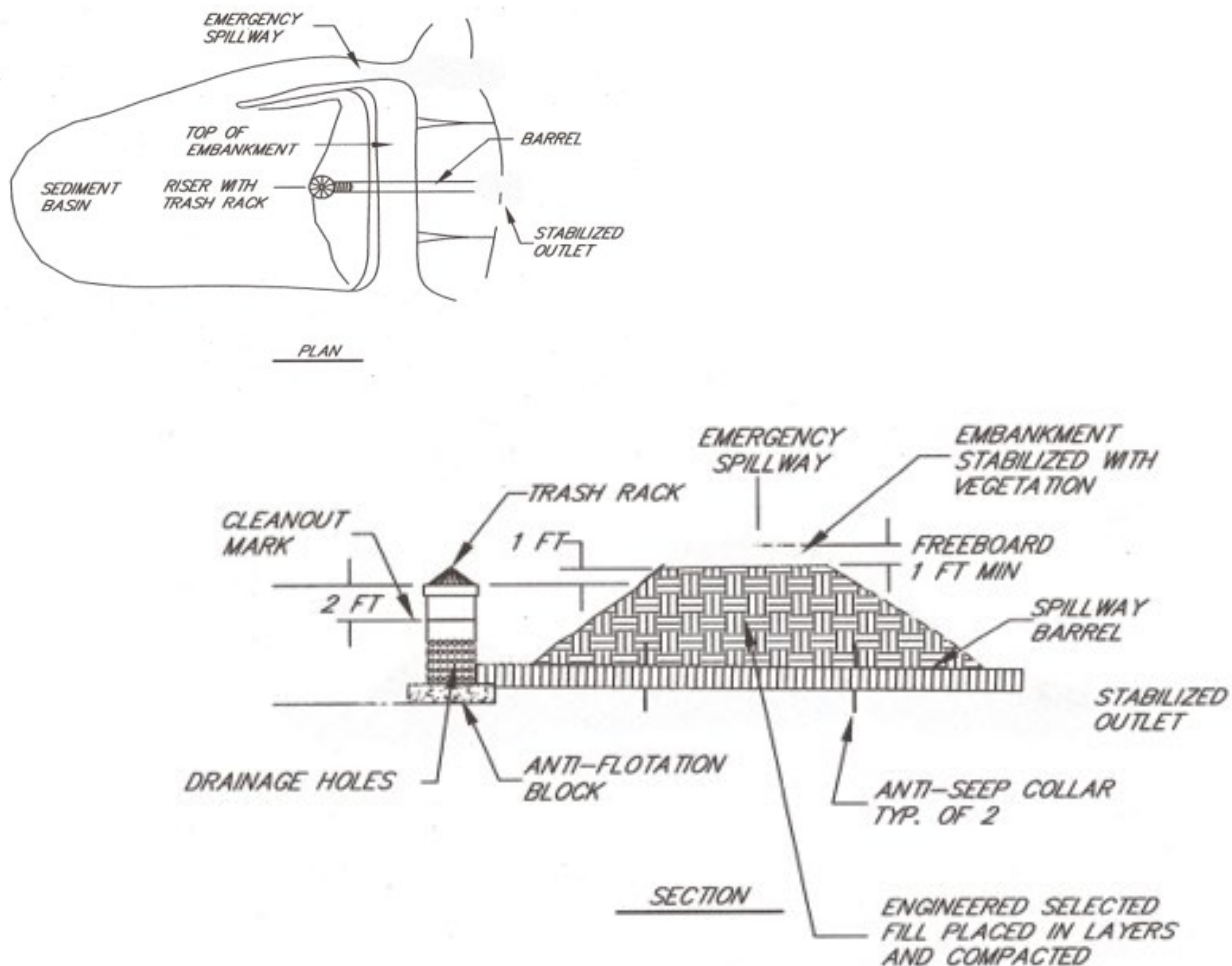 EMERGENCY
SPILLWAY
TOP OF
EMBANKMENT
BARREL
SEDIMENT
BASIN
RISER WITH
TRASH RACK
STABILIZED
OUTLET
PLAN
EMERGENCY
SPILLWAY
EMBANKMENT
STABILIZED WITH
VEGETATION
TRASH RACK
CLEANOUT
MARK
1 FT
FREEBOARD
1 FT MIN
2 FT
SPILLWAY
BARREL
STABILIZED
OUTLET
DRAINAGE HOLES
ANTI-FLOTATION
BLOCK
ANTI-SEEP COLLAR
TYP. OF 2
SECTION
ENGINEERED SELECTED
FILL PLACED IN LAYERS
AND COMPACTED